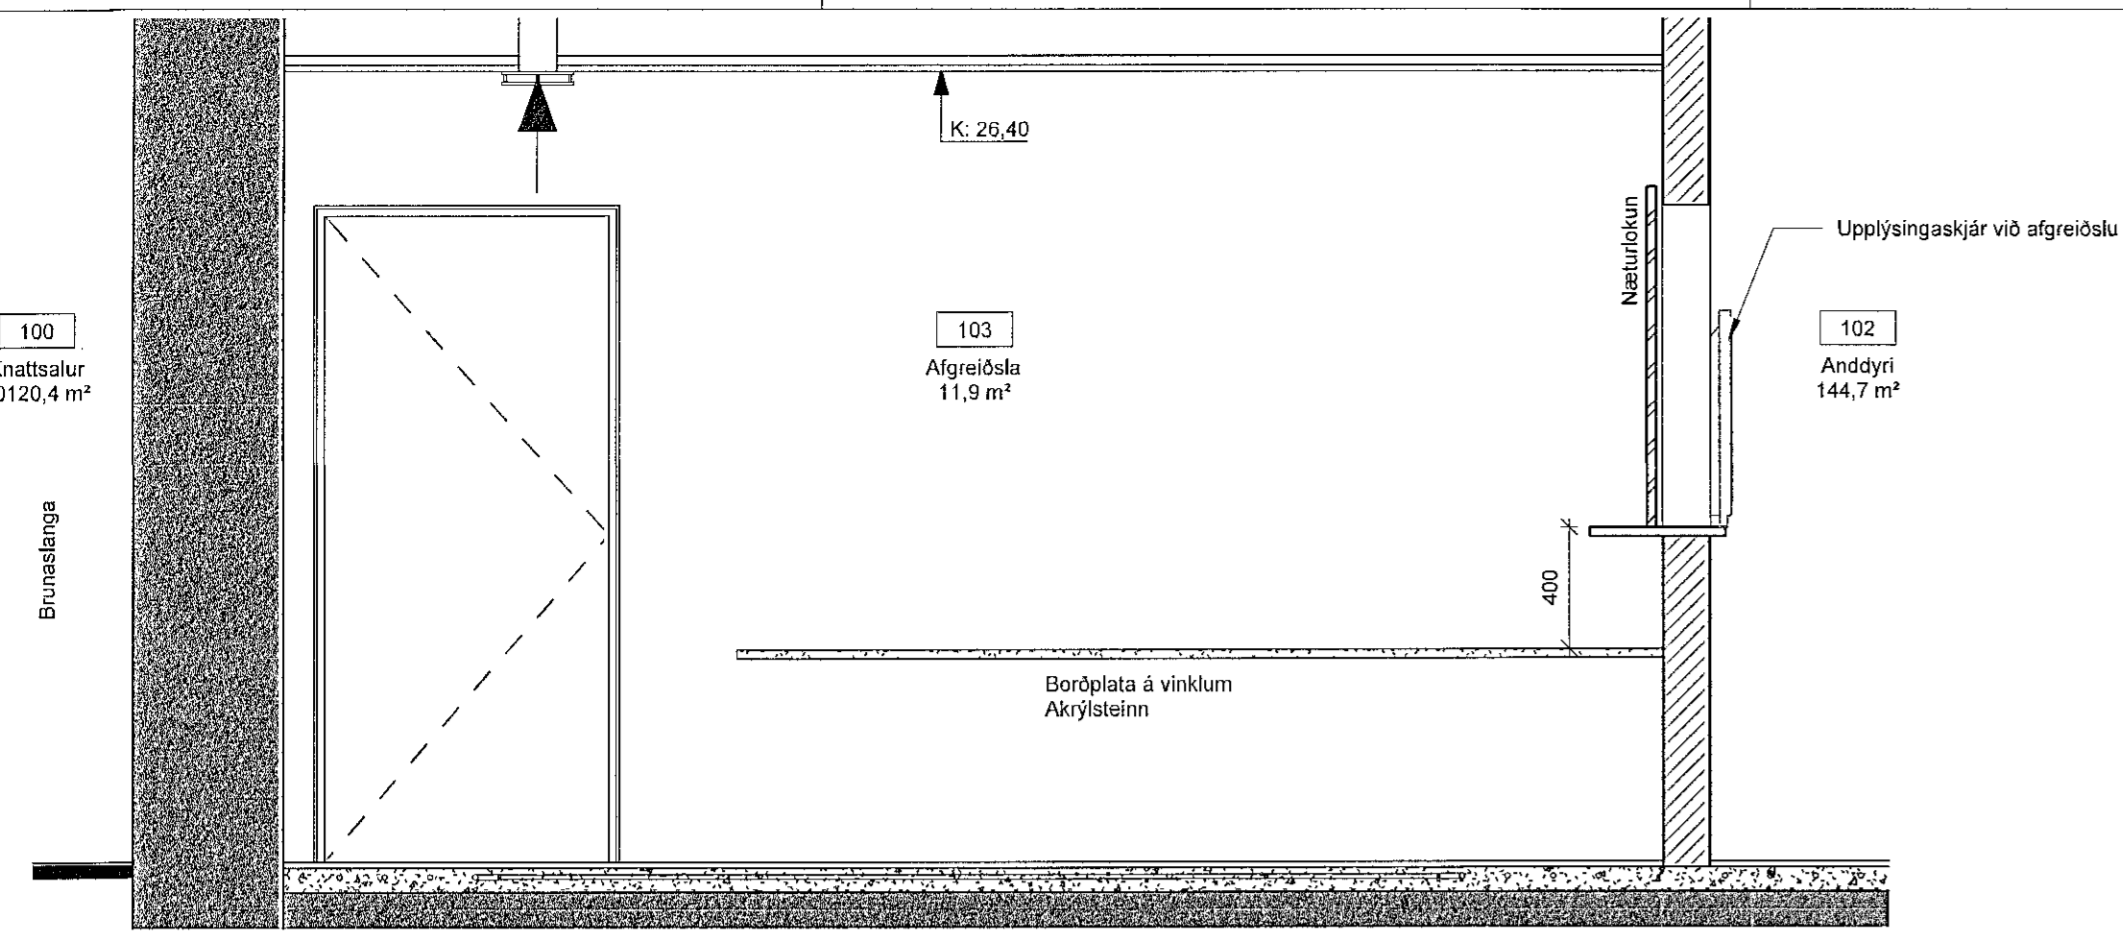 K: 26,40
Næturlokun
Upplýsingaskjár við afgreiðslu
100
Knattsalur
0120,4 m²
103
Afgreiðsla
11,9 m²
102
Anddyri
144,7 m²
Brunaslanga
400
Borðplata á vinklum
Akrýlsteinn